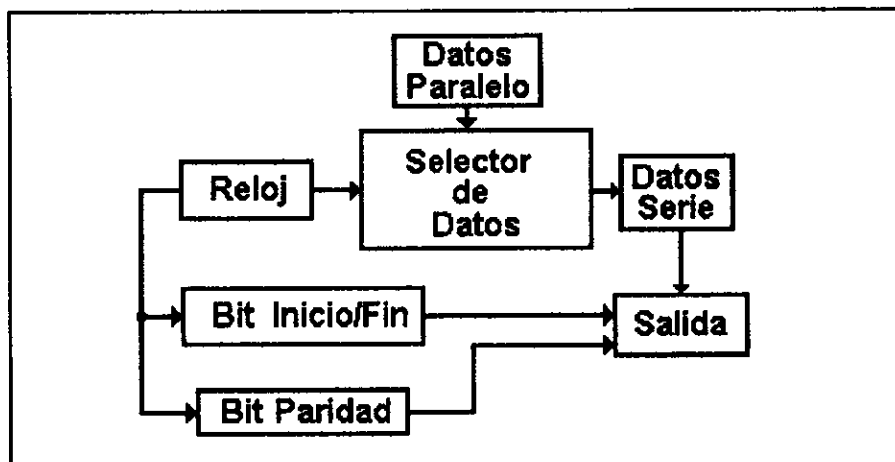 Datos
Paralelo
Selector
de
Datos
Reloj
Datos
Serie
Bit Inicio/Fin
Salida
Bit Paridad